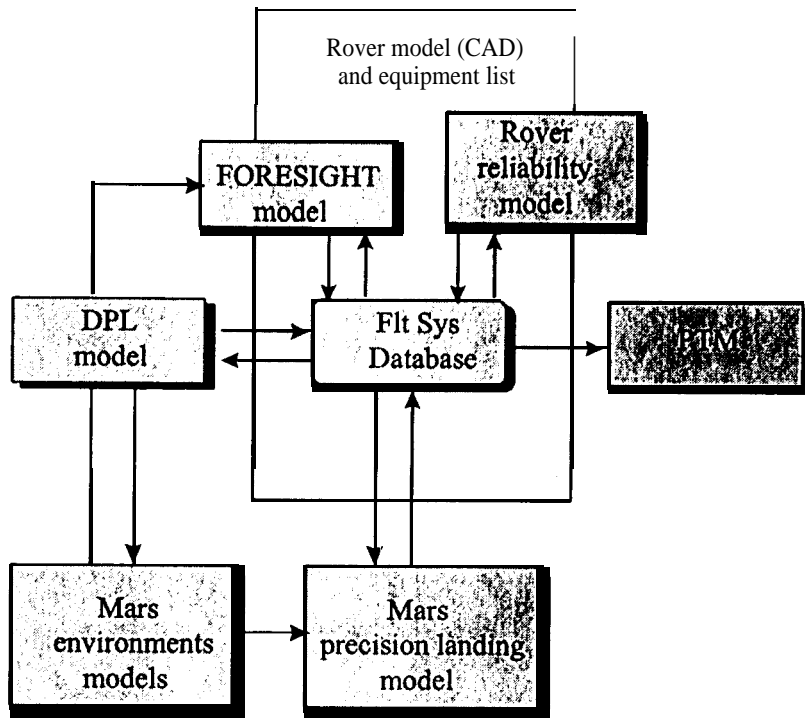 Rover model (CAD)
and equipment list
FORESIGHT
model
Rover
reliability
model
DPL
model
Flt Sys
Database
PTM
Mars
environments
models
Mars
precision landing
model